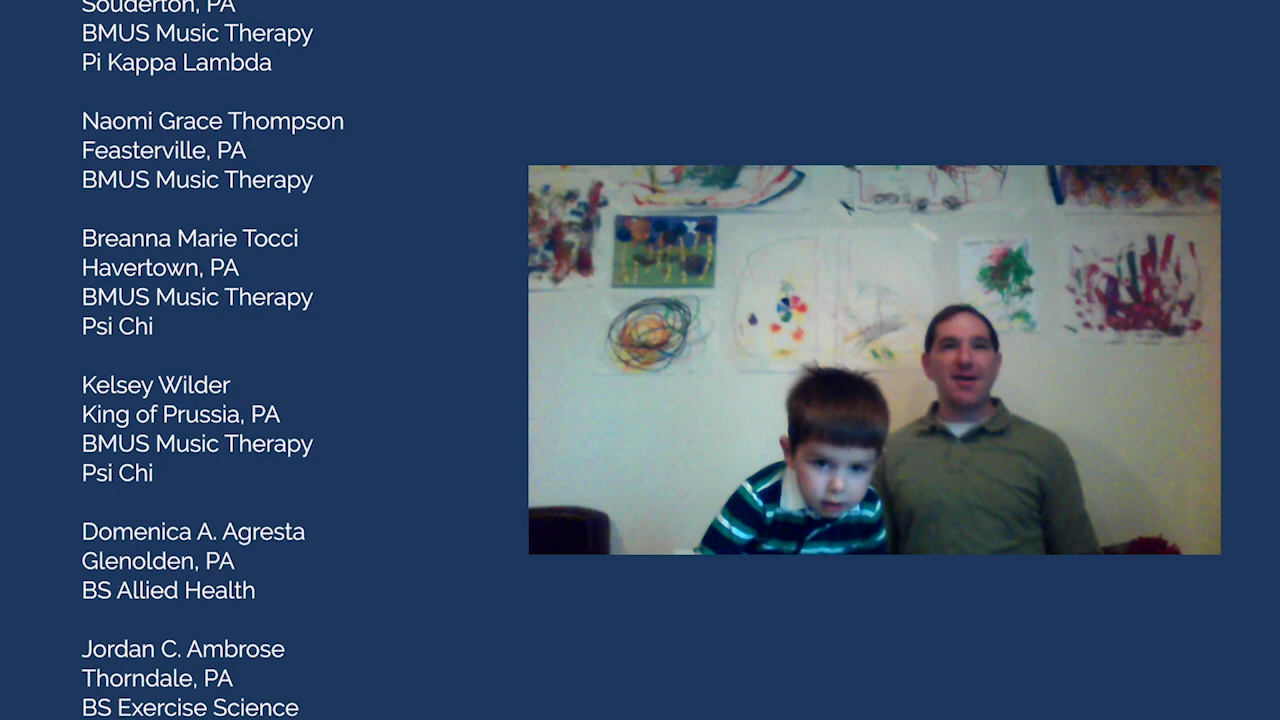 Souderton, PA
BMUS Music Therapy
Pi Kappa Lambda
Naomi Grace Thompson
Feasterville, PA
BMUS Music Therapy
Breanna Marie Tocci
Havertown, PA
BMUS Music Therapy
Psi Chi
Kelsey Wilder
King of Prussia, PA
BMUS Music Therapy
Psi Chi
Domenica A. Agresta
Glenolden, PA
BS Allied Health
Jordan C. Ambrose
Thorndale, PA
BS Exercise Science